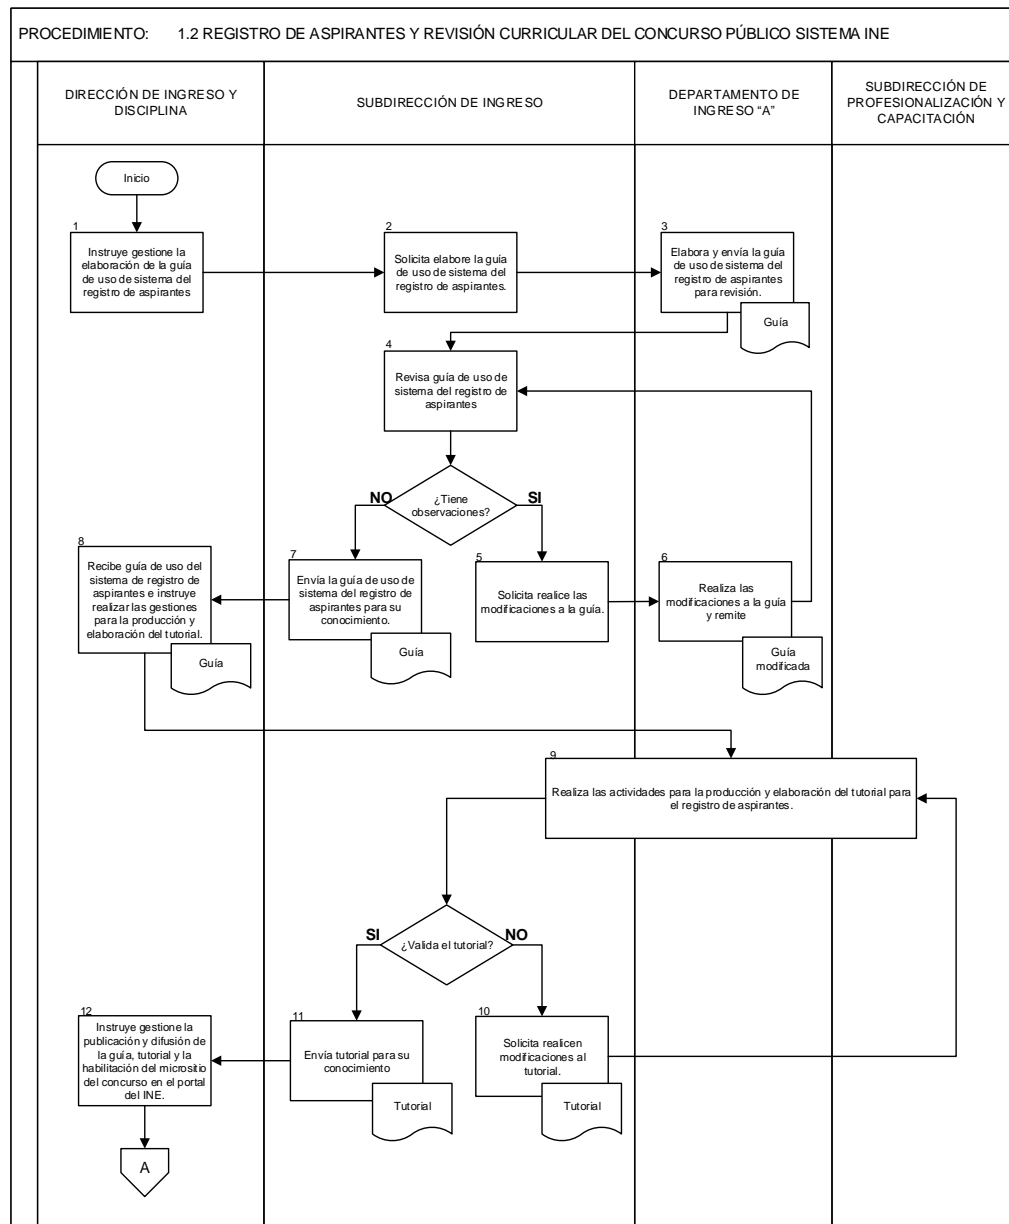 PROCEDIMIENTO: 1.2 REGISTRO DE ASPIRANTES Y REVISIÓN CURRICULAR DEL CONCURSO PÚBLICO SISTEMA INE
DIRECCIÓN DE INGRESO Y
DISCIPLINA
SUBDIRECCIÓN DE INGRESO
DEPARTAMENTO DE
INGRESO “A”
SUBDIRECCIÓN DE
PROFESIONALIZACIÓN Y
CAPACITACIÓN
Inicio
1
Instruye gestione la
elaboración de la guía
de uso de sistema del
registro de aspirantes
2
Solicita elabore la guía
de uso de sistema del
registro de aspirantes.
3
Elabora y envía la guía
de uso de sistema del
registro de aspirantes
para revisión.
Guía
4
Revisa guía de uso de
sistema del registro de
aspirantes
¿Tiene
observaciones?
NO
SI
8
Recibe guía de uso del
sistema de registro de
aspirantes e instruye
realizar las gestiones
para la producción y
elaboración del tutorial.
Guía
7
Envía la guía de uso de
sistema del registro de
aspirantes para su
conocimiento.
Guía
5
Solicita realice las
modificaciones a la guía.
6
Realiza las
modificaciones a la guía
y remite
Guía
modificada
9
Realiza las actividades para la producción y elaboración del tutorial para
el registro de aspirantes.
¿Valida el tutorial?
SI
NO
12
Instruye gestione la
publicación y difusión de
la guía, tutorial y la
habilitación del micrositio
del concurso en el portal
del INE.
11
Envía tutorial para su
conocimiento
Tutorial
10
Solicita realicen
modificaciones al
tutorial.
Tutorial
A